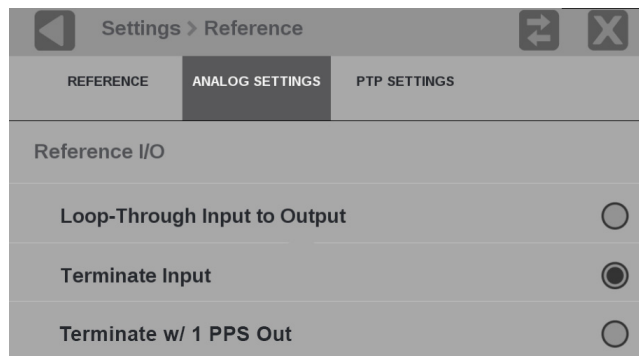 Settings > Reference
REFERENCE ANALOG SETTINGS PTP SETTINGS
Reference I/O
Loop-Through Input to Output
Terminate Input
Terminate w/ 1 PPS Out